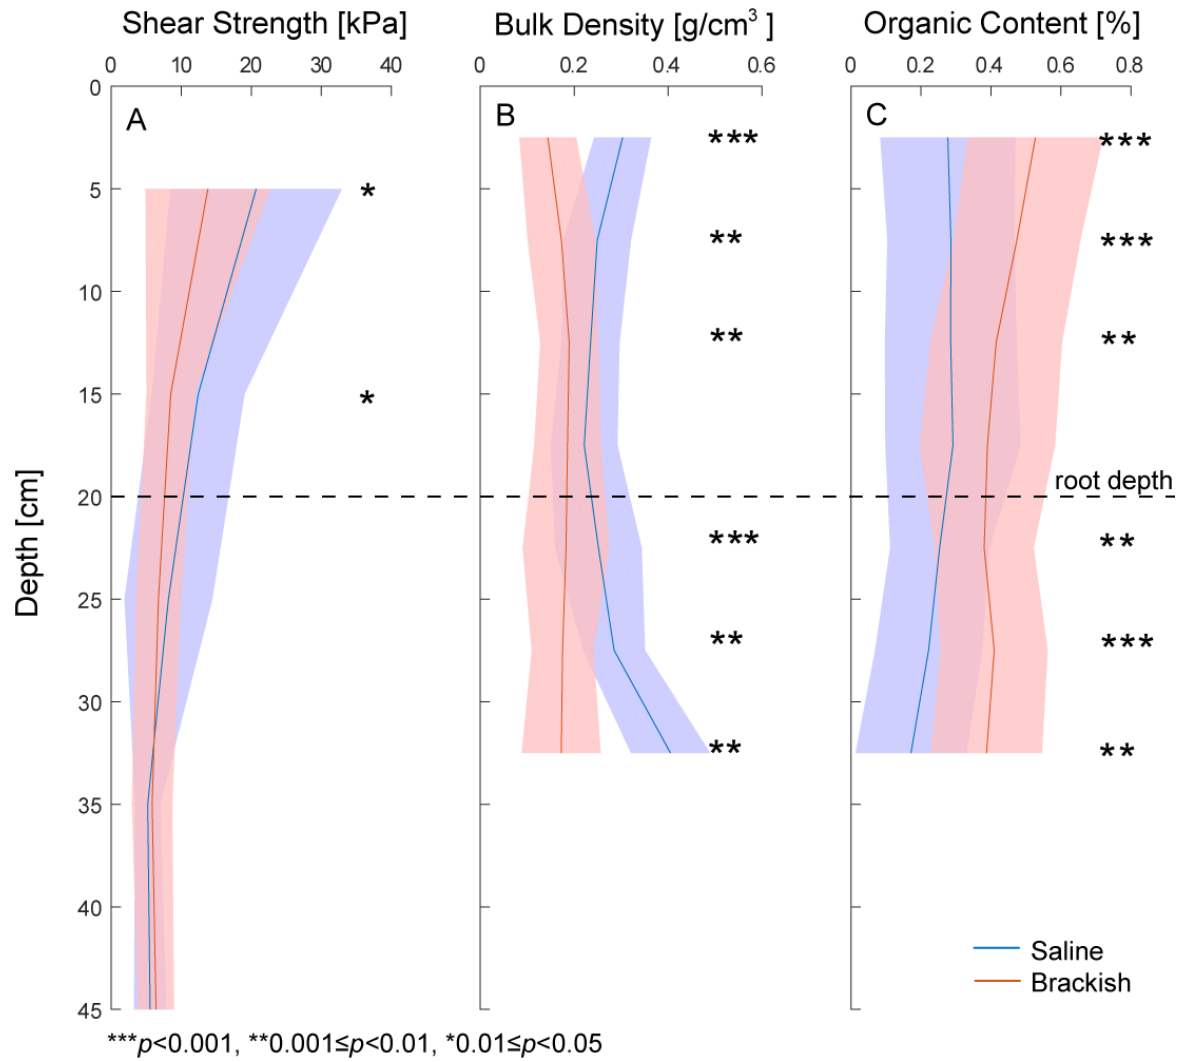 Shear Strength [kPa]
Bulk Density [g/cm³ ]
Organic Content [%]
0 10 20 30 40
0 0.2 0.4 0.6
0 0.2 0.4 0.6 0.8
0
5
10
15
20
25
30
35
40
45
Depth [cm]
A
*
*
B
***
**
**
***
**
**
C
***
***
**
root depth
**
***
**
Saline
Brackish
***p<0.001, **0.001≤p<0.01, *0.01≤p<0.05